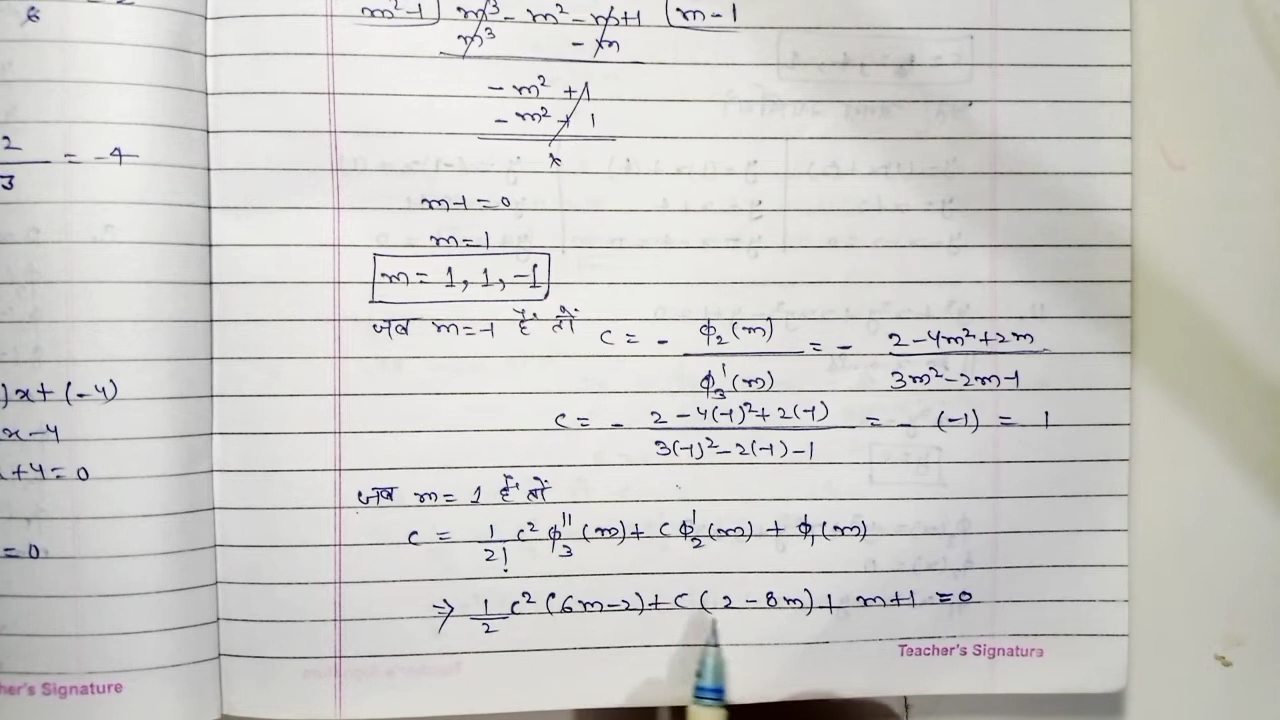 6
2/3 = -4
)x + (-4)
x - 4
+4 = 0
= 0
m²-1) m³ - m² - m + 1 (m - 1
m³ - m
- m² + 1
- m² + 1
x
m-1 = 0
m = 1
m = 1, 1, -1
जब m = -1 है तो c = - ϕ₂(m)/ϕ₃'(m) = - (2 - 4m² + 2m)/(3m² - 2m - 1)
c = - (2 - 4(-1)² + 2(-1))/(3(-1)² - 2(-1) - 1) = - (-1) = 1
जब m = 1 है तो
c = 1/2! c² ϕ₃''(m) + c ϕ₂'(m) + ϕ₁(m)
⇒ 1/2 c² (6m - 2) + c (2 - 8m) + m + 1 = 0
Teacher's Signature
her's Signature